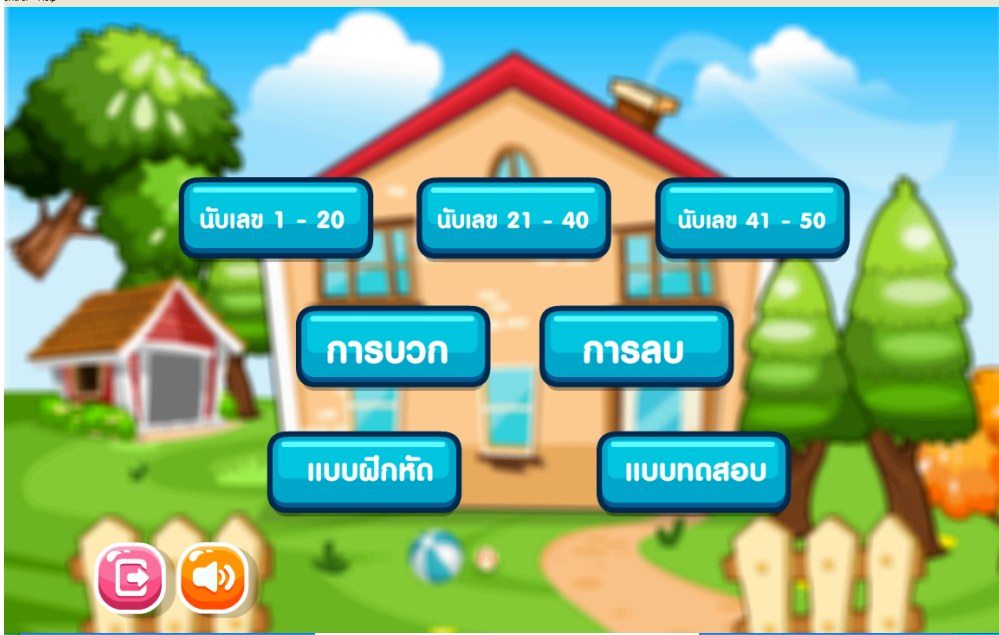 นับเลข 1 - 20
นับเลข 21 - 40
นับเลข 41 - 50
การบวก
การลบ
แบบฝึกหัด
แบบทดสอบ